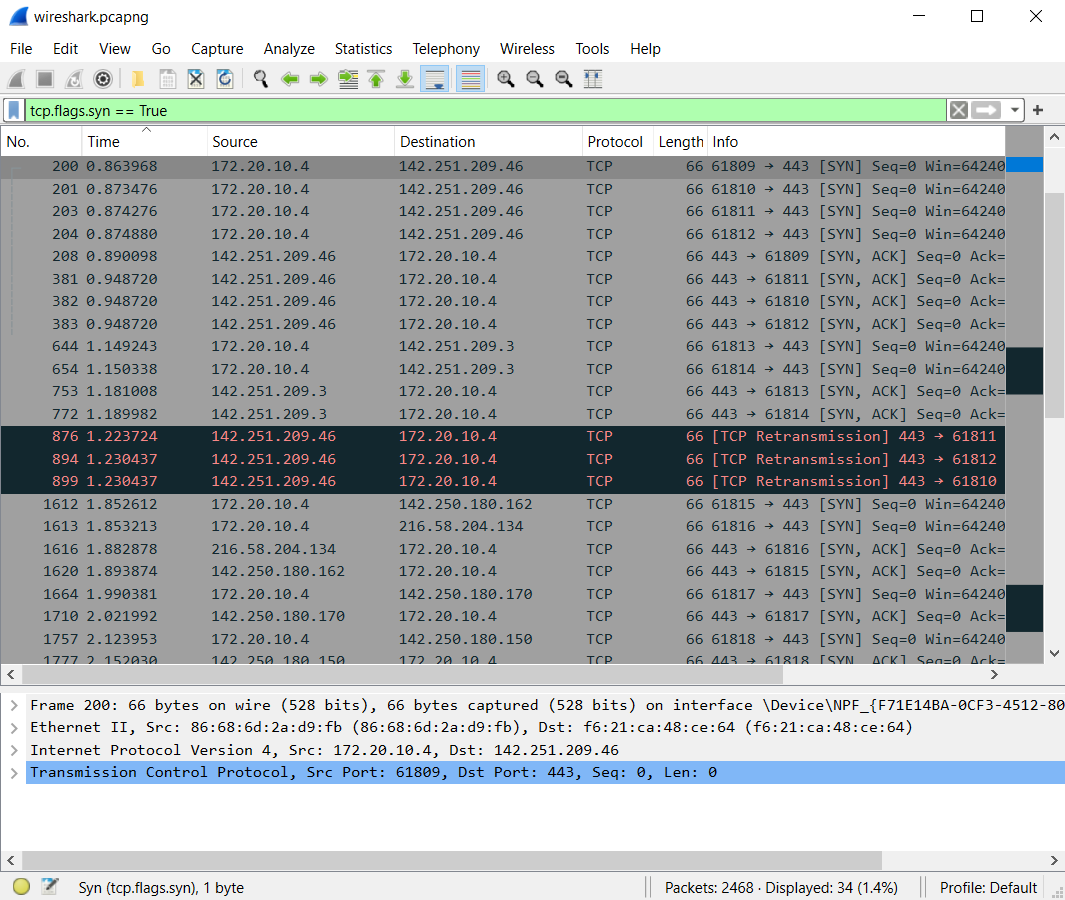 wireshark.pcapng
File Edit View Go Capture Analyze Statistics Telephony Wireless Tools Help
tcp.flags.syn == True
No. Time Source Destination Protocol Length Info
200 0.863968 172.20.10.4 142.251.209.46 TCP 66 61809 → 443 [SYN] Seq=0 Win=64240
201 0.873476 172.20.10.4 142.251.209.46 TCP 66 61810 → 443 [SYN] Seq=0 Win=64240
203 0.874276 172.20.10.4 142.251.209.46 TCP 66 61811 → 443 [SYN] Seq=0 Win=64240
204 0.874880 172.20.10.4 142.251.209.46 TCP 66 61812 → 443 [SYN] Seq=0 Win=64240
208 0.890098 142.251.209.46 172.20.10.4 TCP 66 443 → 61809 [SYN, ACK] Seq=0 Ack=
381 0.948720 142.251.209.46 172.20.10.4 TCP 66 443 → 61811 [SYN, ACK] Seq=0 Ack=
382 0.948720 142.251.209.46 172.20.10.4 TCP 66 443 → 61810 [SYN, ACK] Seq=0 Ack=
383 0.948720 142.251.209.46 172.20.10.4 TCP 66 443 → 61812 [SYN, ACK] Seq=0 Ack=
644 1.149243 172.20.10.4 142.251.209.3 TCP 66 61813 → 443 [SYN] Seq=0 Win=64240
654 1.150338 172.20.10.4 142.251.209.3 TCP 66 61814 → 443 [SYN] Seq=0 Win=64240
753 1.181008 142.251.209.3 172.20.10.4 TCP 66 443 → 61813 [SYN, ACK] Seq=0 Ack=
772 1.189982 142.251.209.3 172.20.10.4 TCP 66 443 → 61814 [SYN, ACK] Seq=0 Ack=
876 1.223724 142.251.209.46 172.20.10.4 TCP 66 [TCP Retransmission] 443 → 61811
894 1.230437 142.251.209.46 172.20.10.4 TCP 66 [TCP Retransmission] 443 → 61812
899 1.230437 142.251.209.46 172.20.10.4 TCP 66 [TCP Retransmission] 443 → 61810
1612 1.852612 172.20.10.4 142.250.180.162 TCP 66 61815 → 443 [SYN] Seq=0 Win=64240
1613 1.853213 172.20.10.4 216.58.204.134 TCP 66 61816 → 443 [SYN] Seq=0 Win=64240
1616 1.882878 216.58.204.134 172.20.10.4 TCP 66 443 → 61816 [SYN, ACK] Seq=0 Ack=
1620 1.893874 142.250.180.162 172.20.10.4 TCP 66 443 → 61815 [SYN, ACK] Seq=0 Ack=
1664 1.990381 172.20.10.4 142.250.180.170 TCP 66 61817 → 443 [SYN] Seq=0 Win=64240
1710 2.021992 142.250.180.170 172.20.10.4 TCP 66 443 → 61817 [SYN, ACK] Seq=0 Ack=
1757 2.123953 172.20.10.4 142.250.180.150 TCP 66 61818 → 443 [SYN] Seq=0 Win=64240
1777 2.152030 142.250.180.150 172.20.10.4 TCP 66 443 → 61818 [SYN, ACK] Seq=0 Ack=
Frame 200: 66 bytes on wire (528 bits), 66 bytes captured (528 bits) on interface \Device\NPF_{F71E14BA-0CF3-4512-80
Ethernet II, Src: 86:68:6d:2a:d9:fb (86:68:6d:2a:d9:fb), Dst: f6:21:ca:48:ce:64 (f6:21:ca:48:ce:64)
Internet Protocol Version 4, Src: 172.20.10.4, Dst: 142.251.209.46
Transmission Control Protocol, Src Port: 61809, Dst Port: 443, Seq: 0, Len: 0
Syn (tcp.flags.syn), 1 byte Packets: 2468 · Displayed: 34 (1.4%) Profile: Default